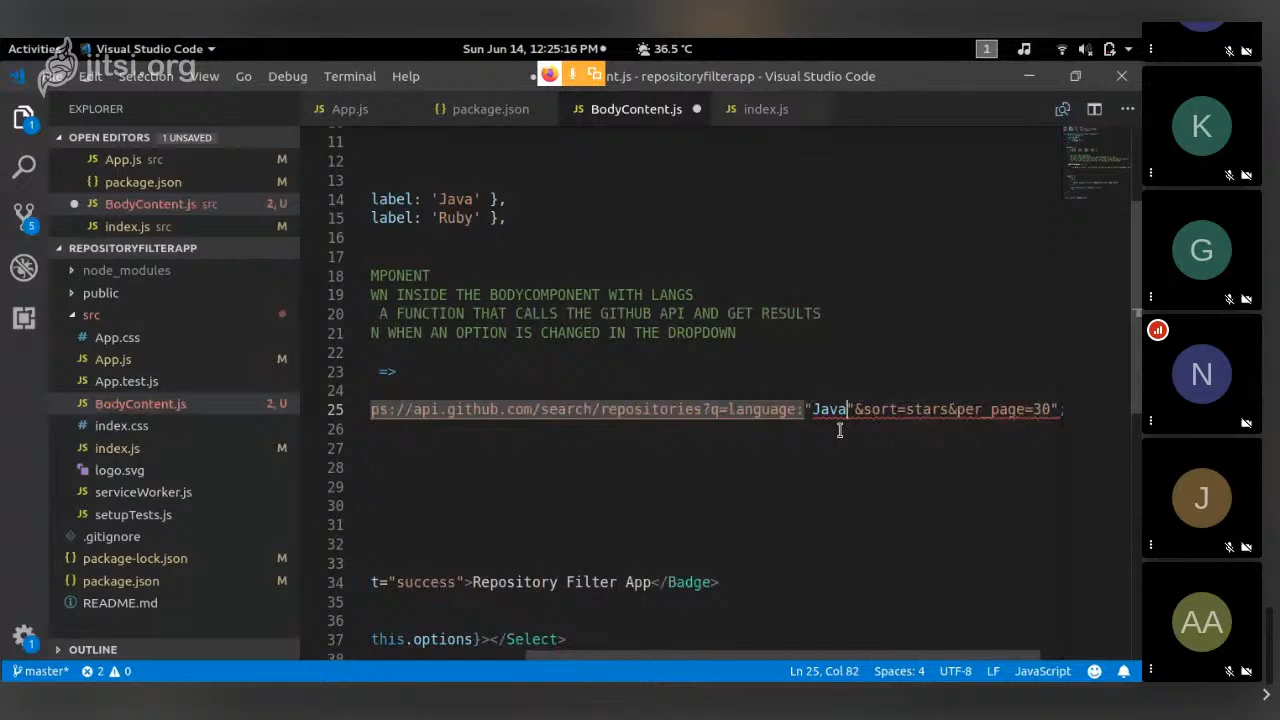 Activities
Visual Studio Code
Sun Jun 14, 12:25:16 PM
36.5 °C
1
jitsi.org
File Edit Selection View Go Debug Terminal Help
nt.js - repositoryfilterapp - Visual Studio Code
EXPLORER
JS App.js
{ } package.json
JS BodyContent.js
JS index.js
OPEN EDITORS 1 UNSAVED
JS App.js src M
{ } package.json M
JS BodyContent.js src 2, U
JS index.js src M
REPOSITORYFILTERAPP
node_modules
public
src
# App.css
JS App.js M
JS App.test.js
JS BodyContent.js 2, U
# index.css
JS index.js M
logo.svg
JS serviceWorker.js
JS setupTests.js
.gitignore
{ } package-lock.json M
{ } package.json M
README.md
OUTLINE
11
12
13
14 label: 'Java' },
15 label: 'Ruby' },
16
17
18 MPONENT
19 WN INSIDE THE BODYCOMPONENT WITH LANGS
20 A FUNCTION THAT CALLS THE GITHUB API AND GET RESULTS
21 N WHEN AN OPTION IS CHANGED IN THE DROPDOWN
22
23 =>
24
25 ps://api.github.com/search/repositories?q=language:"Java"&sort=stars&per_page=30";
26
27
28
29
30
31
32
33
34 t="success">Repository Filter App</Badge>
35
36
37 this.options}></Select>
38
master* 2 0
Ln 25, Col 82 Spaces: 4 UTF-8 LF JavaScript
1
5
1
K
G
N
J
AA